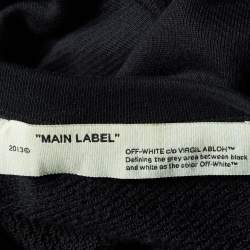 2013©
"MAIN LABEL"
OFF-WHITE c/o VIRGIL ABLOH™
Defining the grey area between black
and white as the color Off-White™